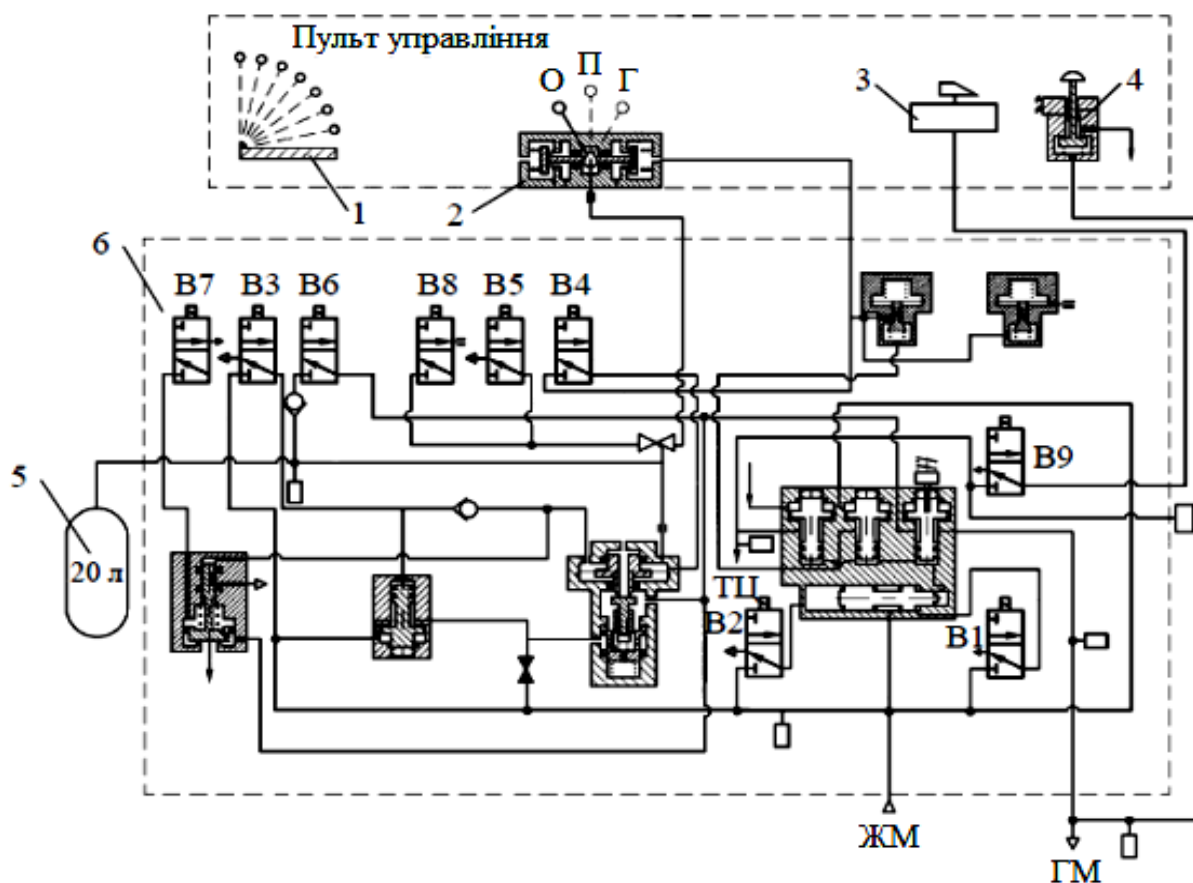 Пульт управління
О П Г
3
4
1
2
6
В7 В3 В6 В8 В5 В4
В9
5
20 л
ТЦ
В2
В1
ЖМ
ГМ